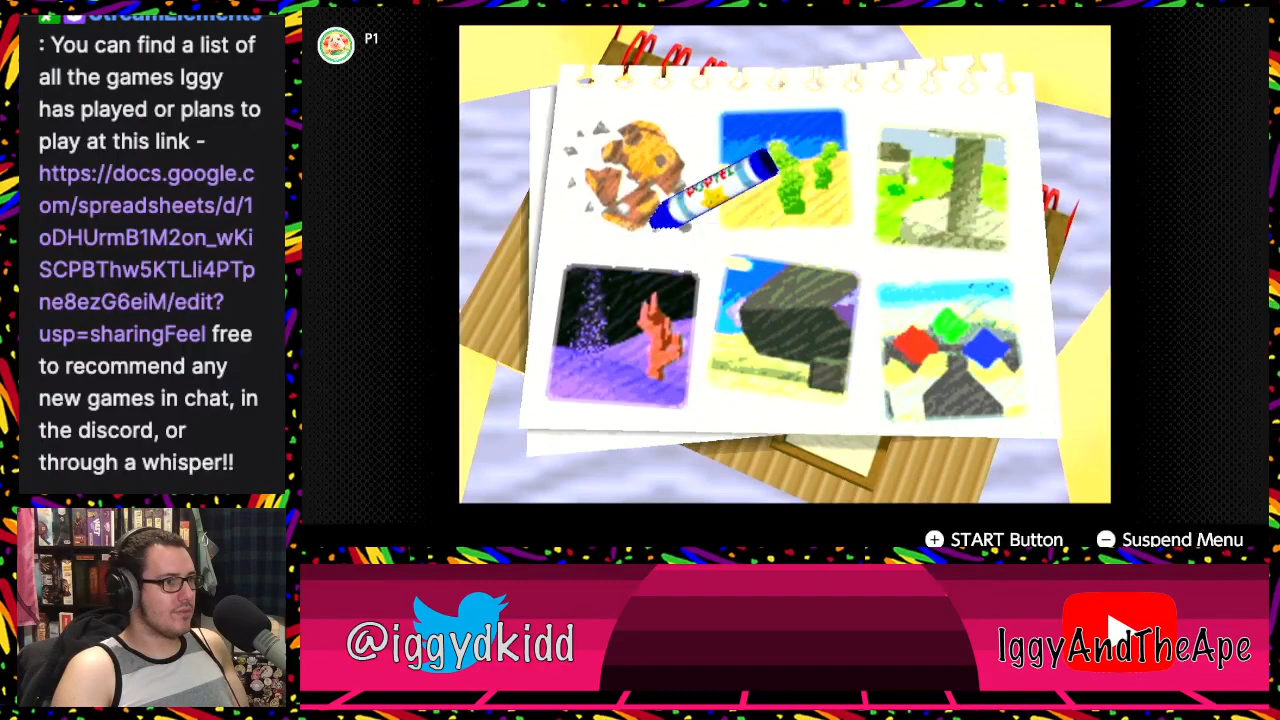 StreamElements
: You can find a list of
all the games Iggy
has played or plans to
play at this link -
https://docs.google.c
om/spreadsheets/d/1
oDHUrmB1M2on_wKi
SCPBThw5KTLli4PTp
ne8ezG6eiM/edit?
usp=sharingFeel free
to recommend any
new games in chat, in
the discord, or
through a whisper!!
P1
START Button
Suspend Menu
@iggydkidd
IggyAndTheApe